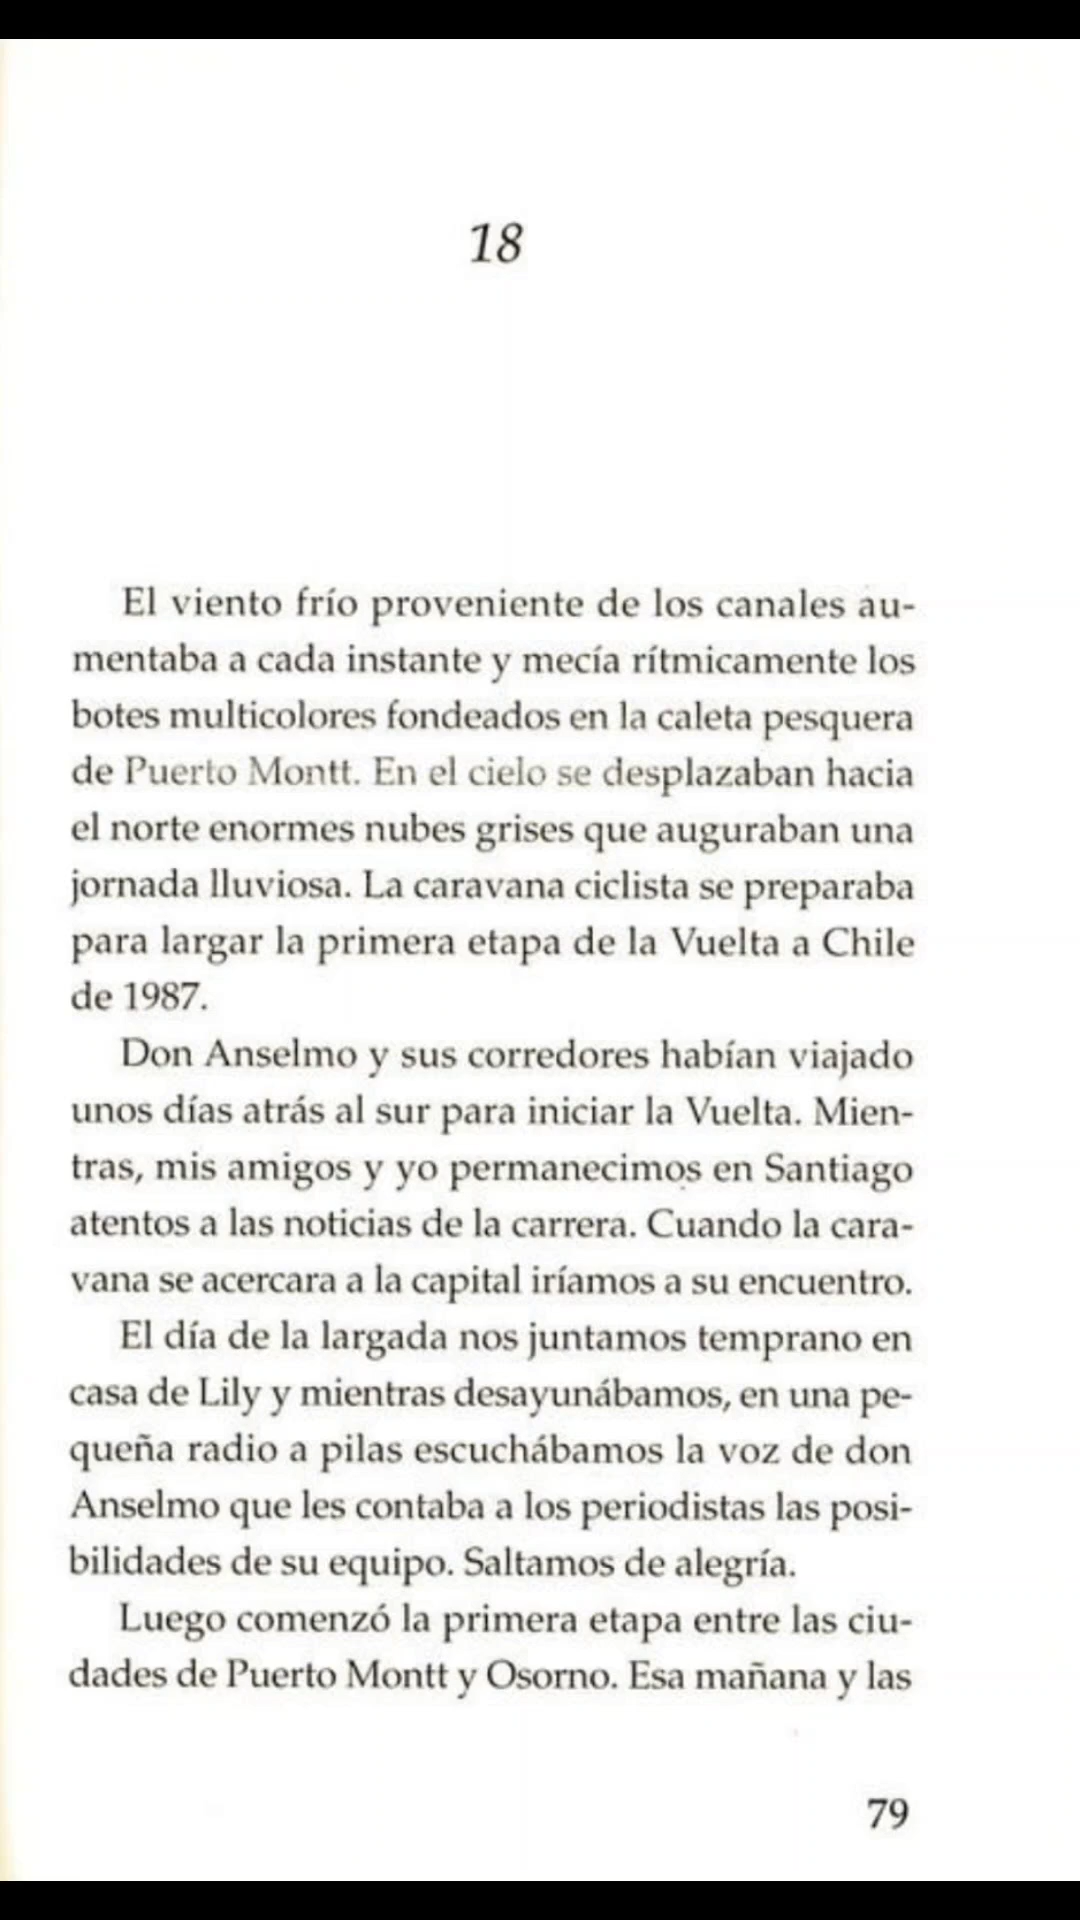 18
El viento frío proveniente de los canales au-
mentaba a cada instante y mecía rítmicamente los
botes multicolores fondeados en la caleta pesquera
de Puerto Montt. En el cielo se desplazaban hacia
el norte enormes nubes grises que auguraban una
jornada lluviosa. La caravana ciclista se preparaba
para largar la primera etapa de la Vuelta a Chile
de 1987.
Don Anselmo y sus corredores habían viajado
unos días atrás al sur para iniciar la Vuelta. Mien-
tras, mis amigos y yo permanecimos en Santiago
atentos a las noticias de la carrera. Cuando la cara-
vana se acercara a la capital iríamos a su encuentro.
El día de la largada nos juntamos temprano en
casa de Lily y mientras desayunábamos, en una pe-
queña radio a pilas escuchábamos la voz de don
Anselmo que les contaba a los periodistas las posi-
bilidades de su equipo. Saltamos de alegría.
Luego comenzó la primera etapa entre las ciu-
dades de Puerto Montt y Osorno. Esa mañana y las
79